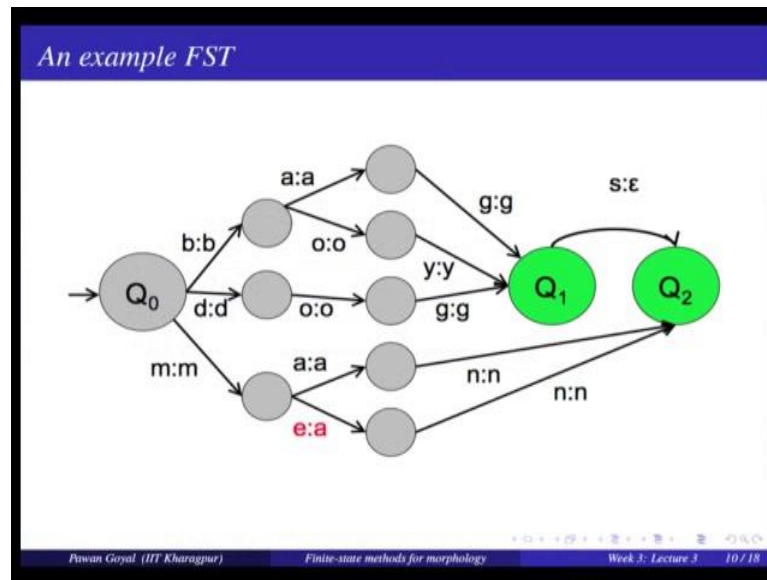 An example FST
a:a
s:ε
g:g
b:b
o:o
y:y
Q0
d:d
o:o
g:g
Q1
Q2
m:m
a:a
n:n
n:n
e:a
Pawan Goyal (IIT Kharagpur)
Finite-state methods for morphology
Week 3: Lecture 3
10 / 18